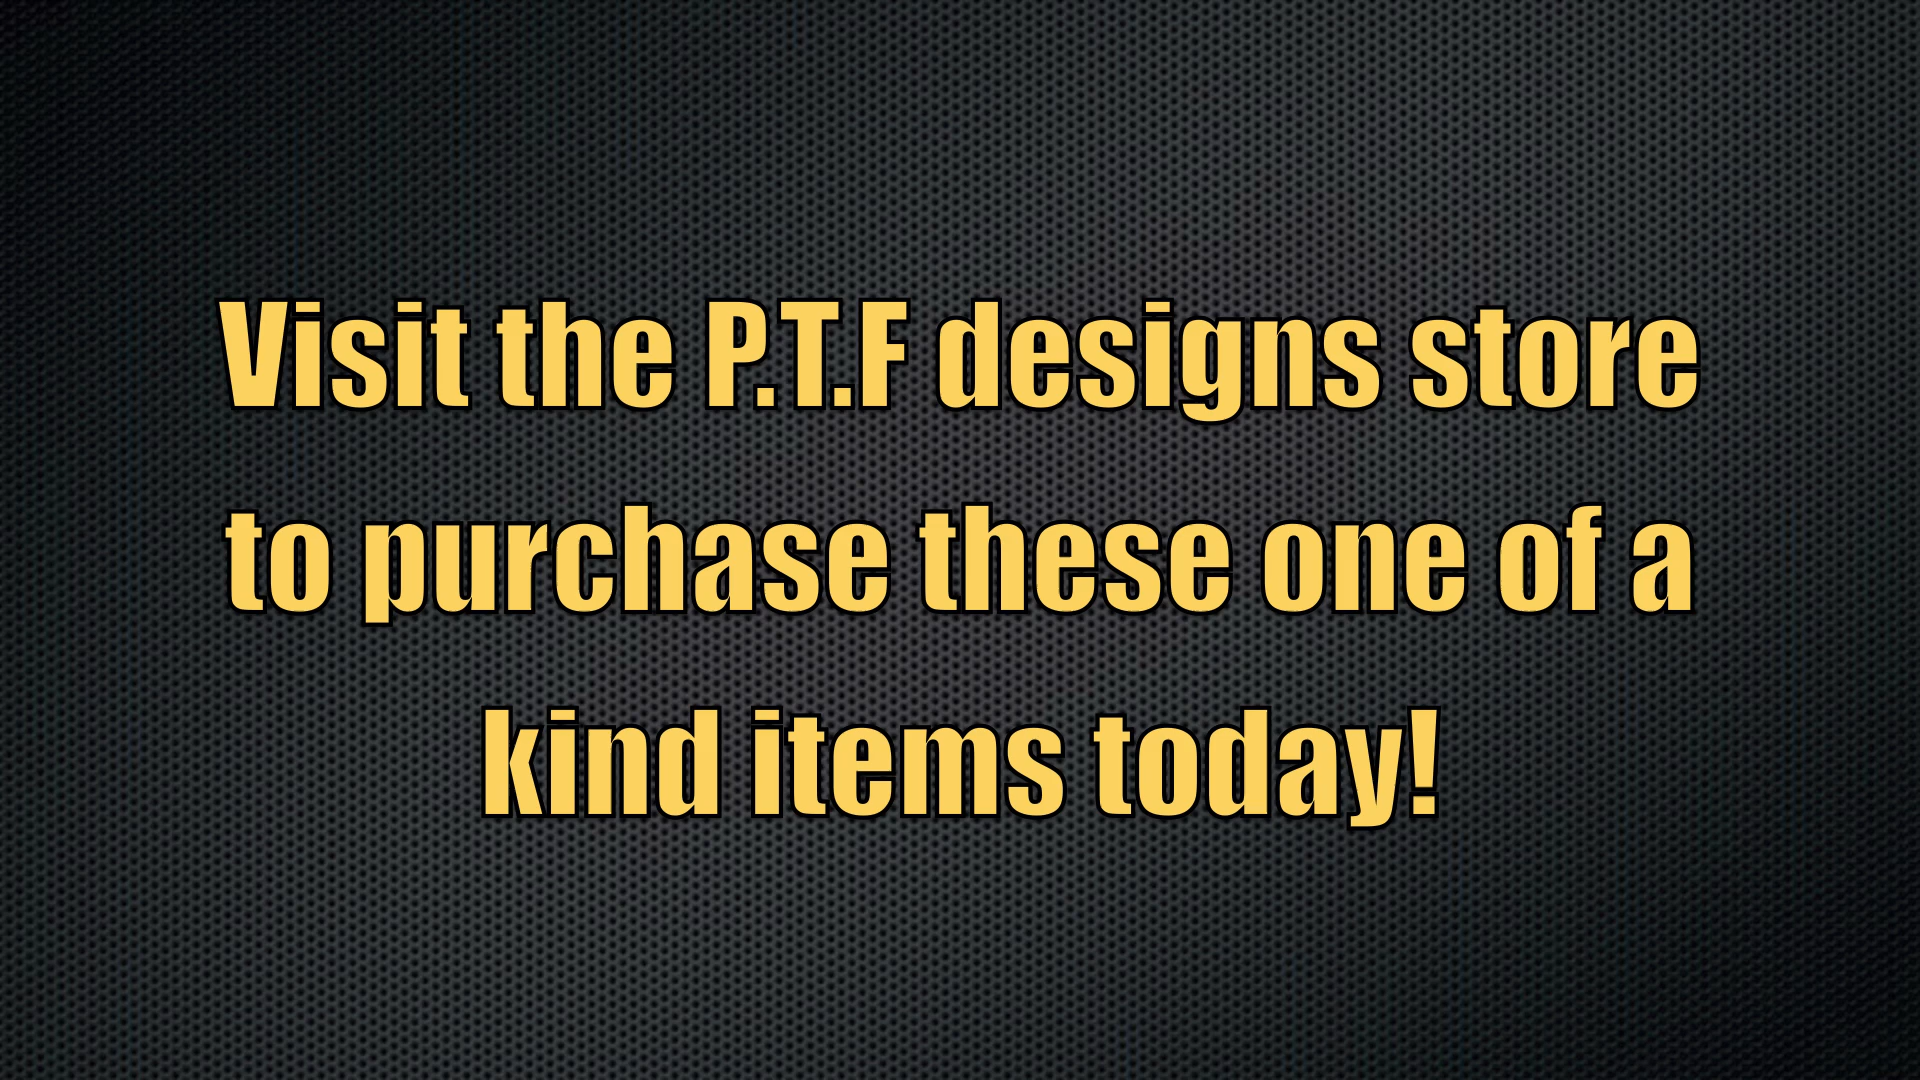 Visit the P.T.F designs store
to purchase these one of a
kind items today!